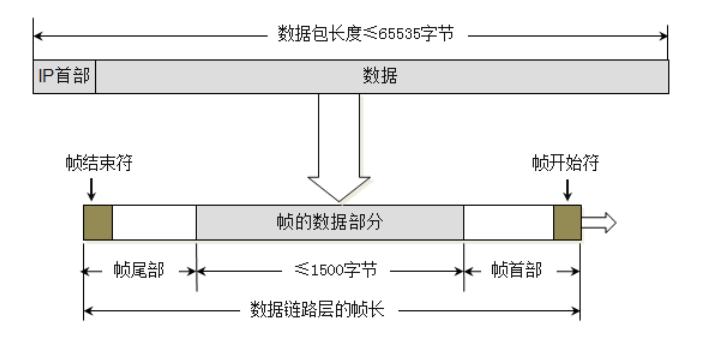 数据包长度≤65535字节
IP首部 数据
帧结束符 帧开始符
帧的数据部分
帧尾部 ≤1500字节 帧首部
数据链路层的帧长